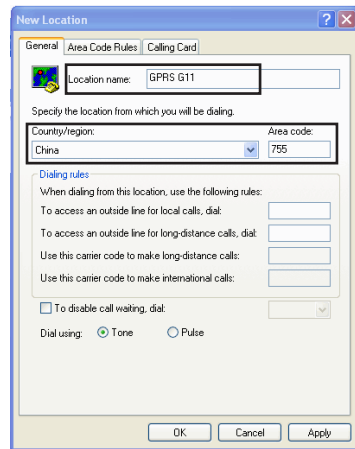 New Location
General Area Code Rules Calling Card
Location name: GPRS G11
Specify the location from which you will be dialing.
Country/region: Area code:
China 755
Dialing rules
When dialing from this location, use the following rules:
To access an outside line for local calls, dial:
To access an outside line for long-distance calls, dial:
Use this carrier code to make long-distance calls:
Use this carrier code to make international calls:
To disable call waiting, dial:
Dial using: Tone Pulse
OK Cancel Apply